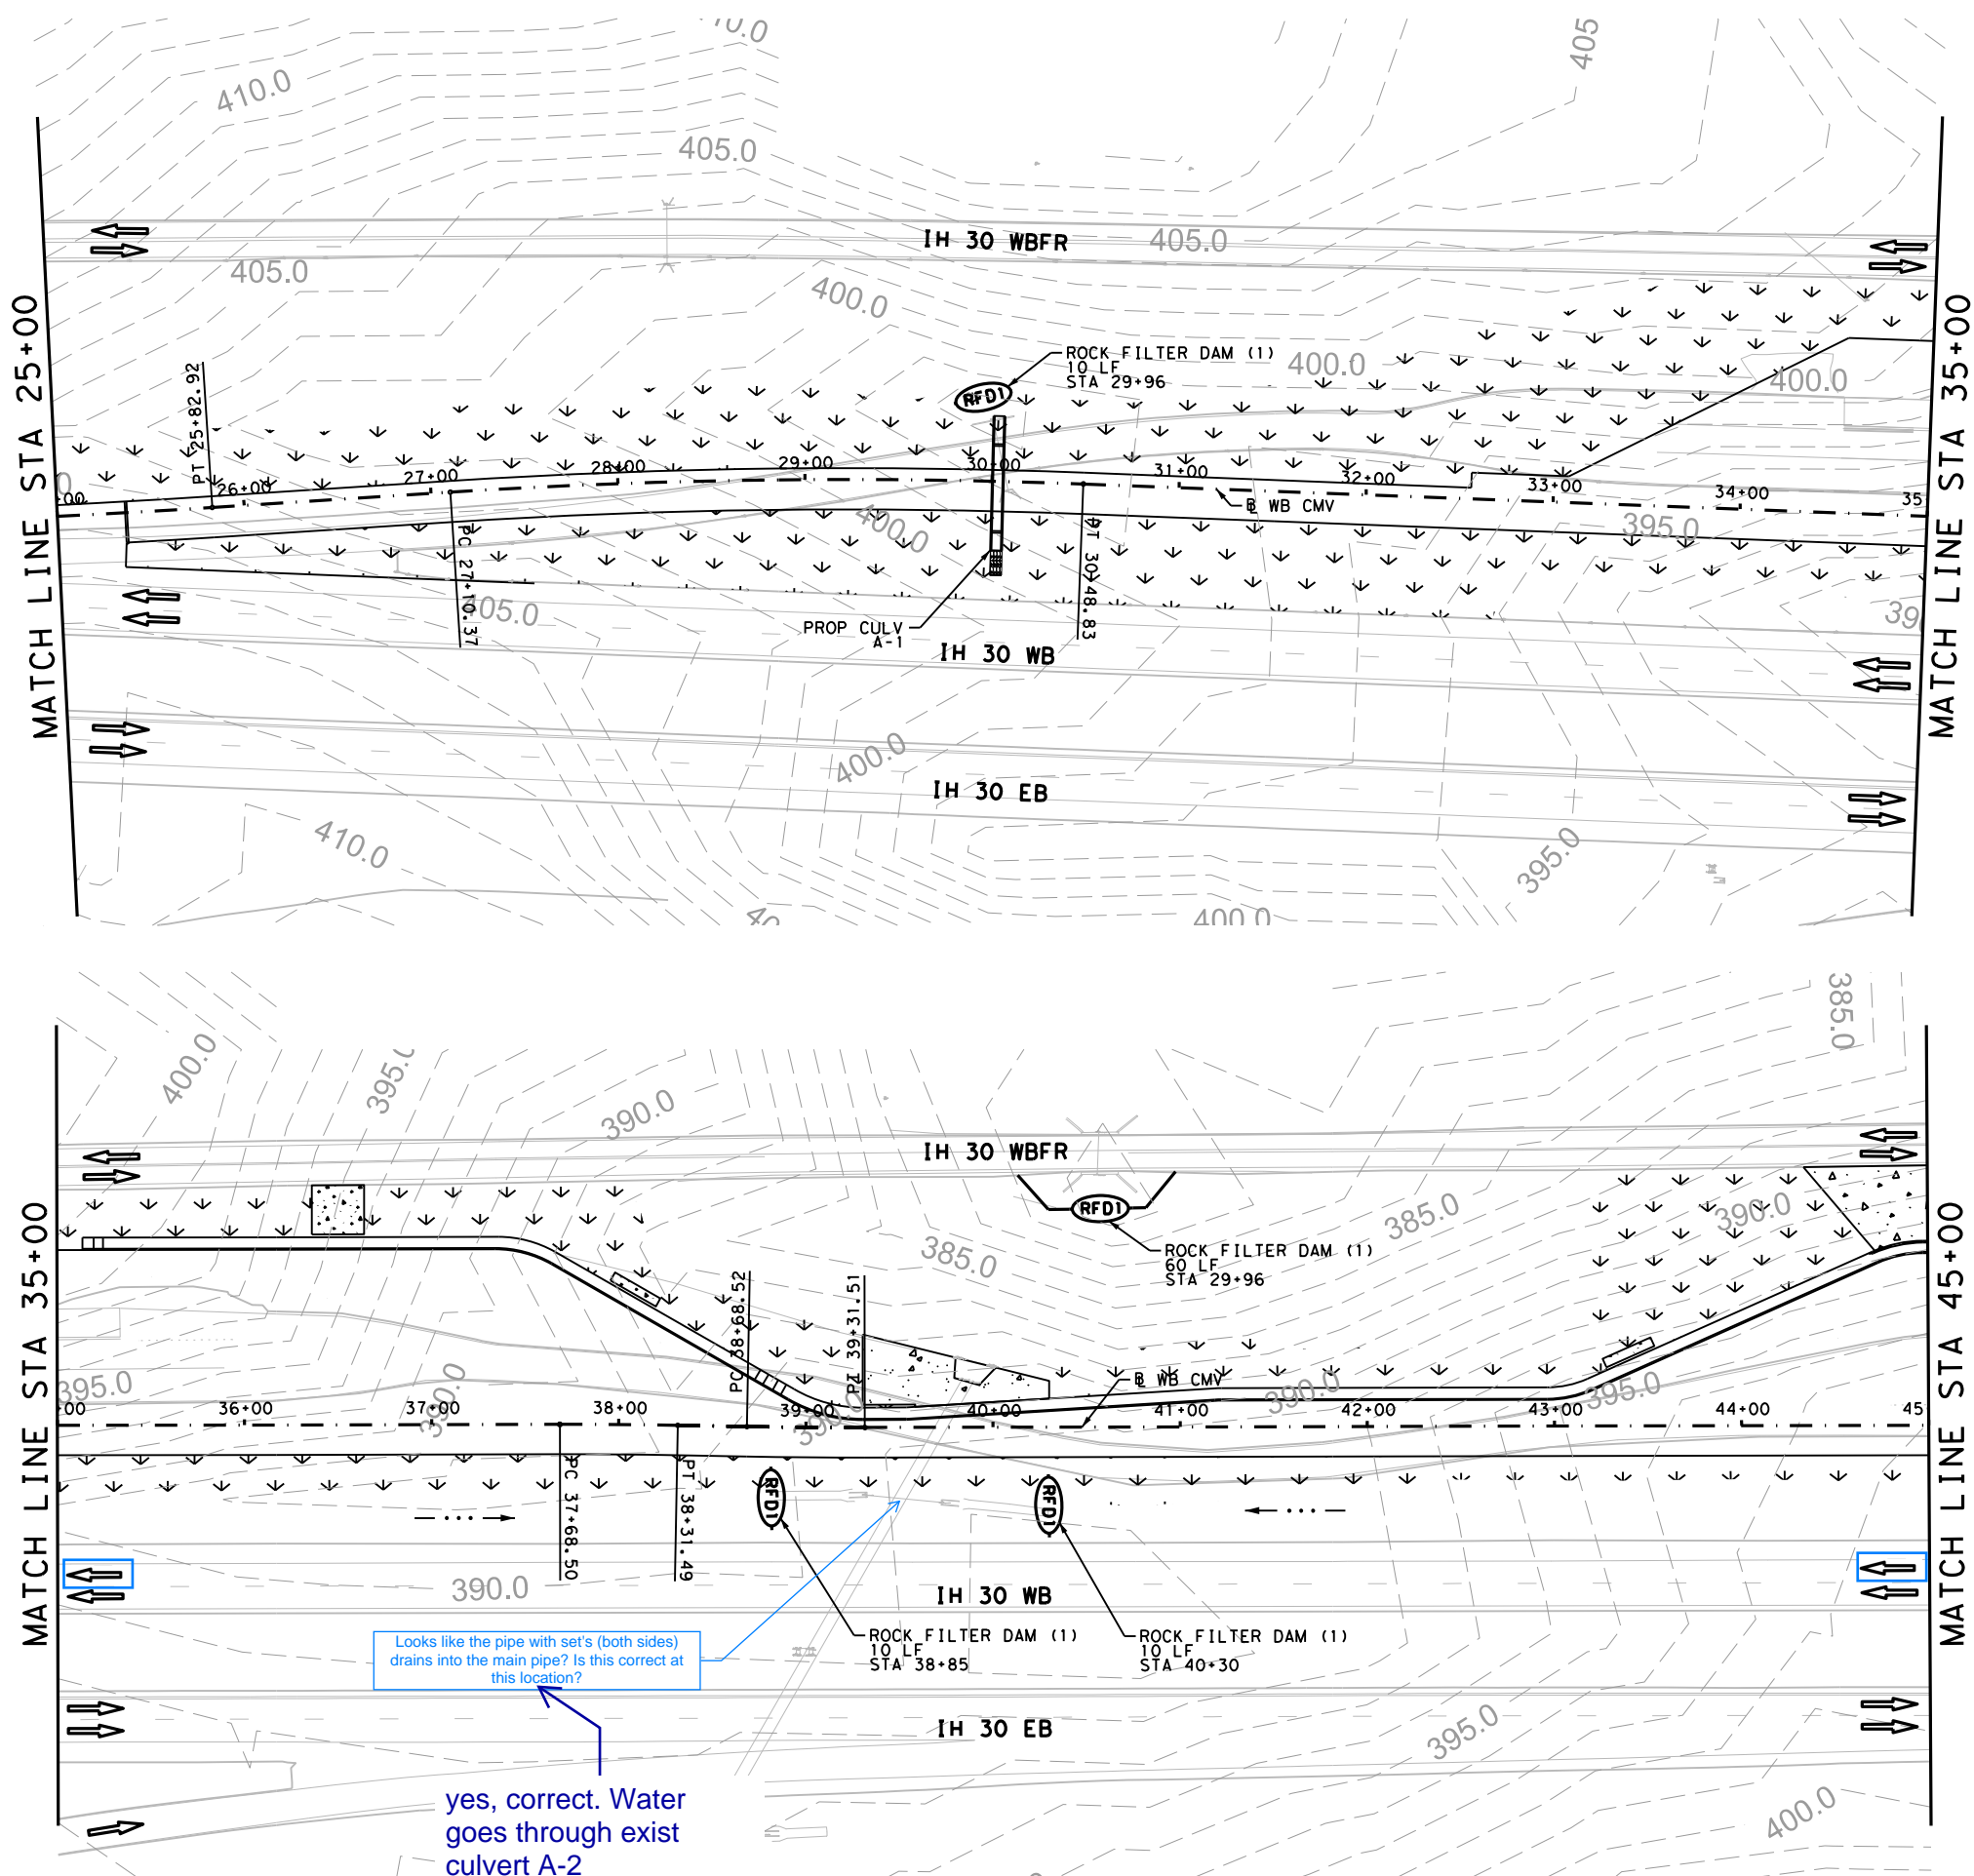 410.0
405.0
405
405.0
405.0
IH 30 WBFR
400.0
400.0
400.0
ROCK FILTER DAM (1)
10 LF
STA 29+96
RFD1
MATCH LINE STA 25+00
MATCH LINE STA 35+00
PT 25+82.92
26+00
27+00
28+00
29+00
30+00
31+00
32+00
33+00
34+00
35
B WB CMV
400.0
395.0
PC 27+10.37
PT 30+48.83
405.0
PROP CULV
A-1
IH 30 WB
400.0
IH 30 EB
410.0
395.0
400.0
400.0
395.0
390.0
385.0
IH 30 WBFR
RFD1
ROCK FILTER DAM (1)
60 LF
STA 29+96
385.0
385.0
390.0
MATCH LINE STA 35+00
MATCH LINE STA 45+00
PC 38+68.52
PI 39+31.51
395.0
390.0
390.0
390.0
395.0
B WB CMV
00
36+00
37+00
38+00
39+00
40+00
41+00
42+00
43+00
44+00
45
PC 37+68.50
PT 38+31.49
RFD1
RFD1
390.0
IH 30 WB
Looks like the pipe with set's (both sides)
drains into the main pipe? Is this correct at
this location?
ROCK FILTER DAM (1)
10 LF
STA 38+85
ROCK FILTER DAM (1)
10 LF
STA 40+30
IH 30 EB
395.0
400.0
yes, correct. Water
goes through exist
culvert A-2